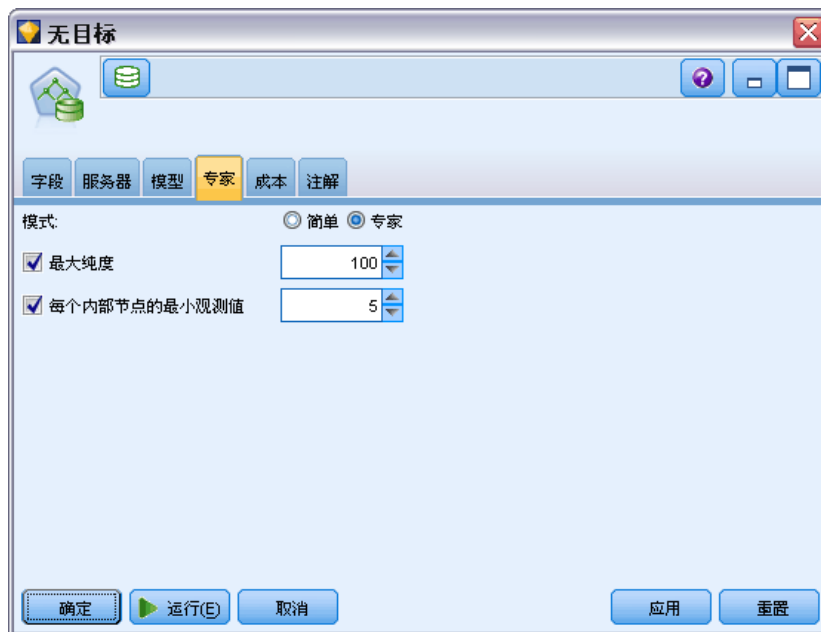 无目标
字段 服务器 模型 专家 成本 注解
模式: 简单 专家
最大纯度 100
每个内部节点的最小观测值 5
确定 运行(E) 取消 应用 重置